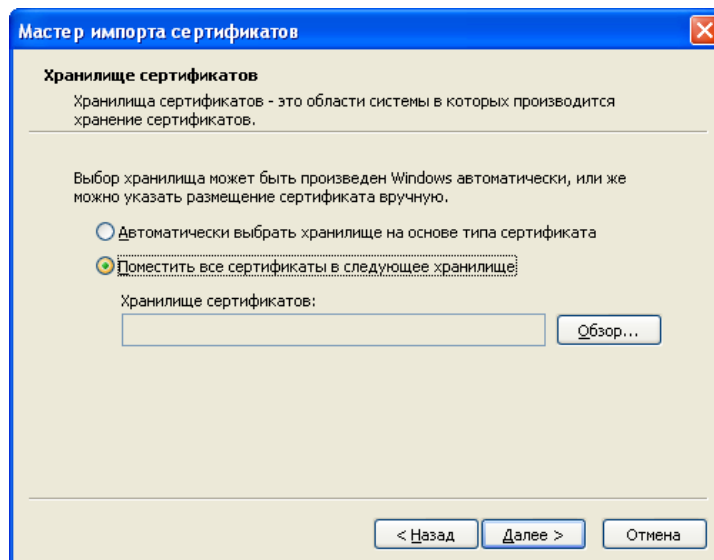 Мастер импорта сертификатов
Хранилище сертификатов
Хранилища сертификатов - это области системы в которых производится
хранение сертификатов.
Выбор хранилища может быть произведен Windows автоматически, или же
можно указать размещение сертификата вручную.
Автоматически выбрать хранилище на основе типа сертификата
Поместить все сертификаты в следующее хранилище
Хранилище сертификатов:
Обзор...
< Назад Далее > Отмена